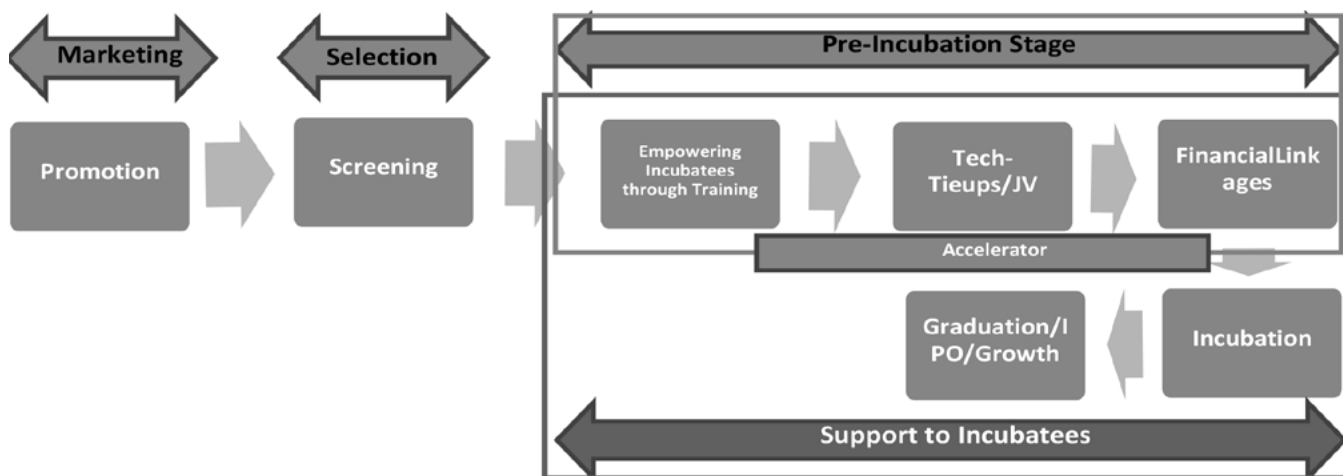 Marketing
Selection
Pre-Incubation Stage
Promotion
Screening
Empowering
Incubatees
through Training
Tech-
Tieups/JV
FinancialLink
ages
Accelerator
Graduation/I
PO/Growth
Incubation
Support to Incubatees